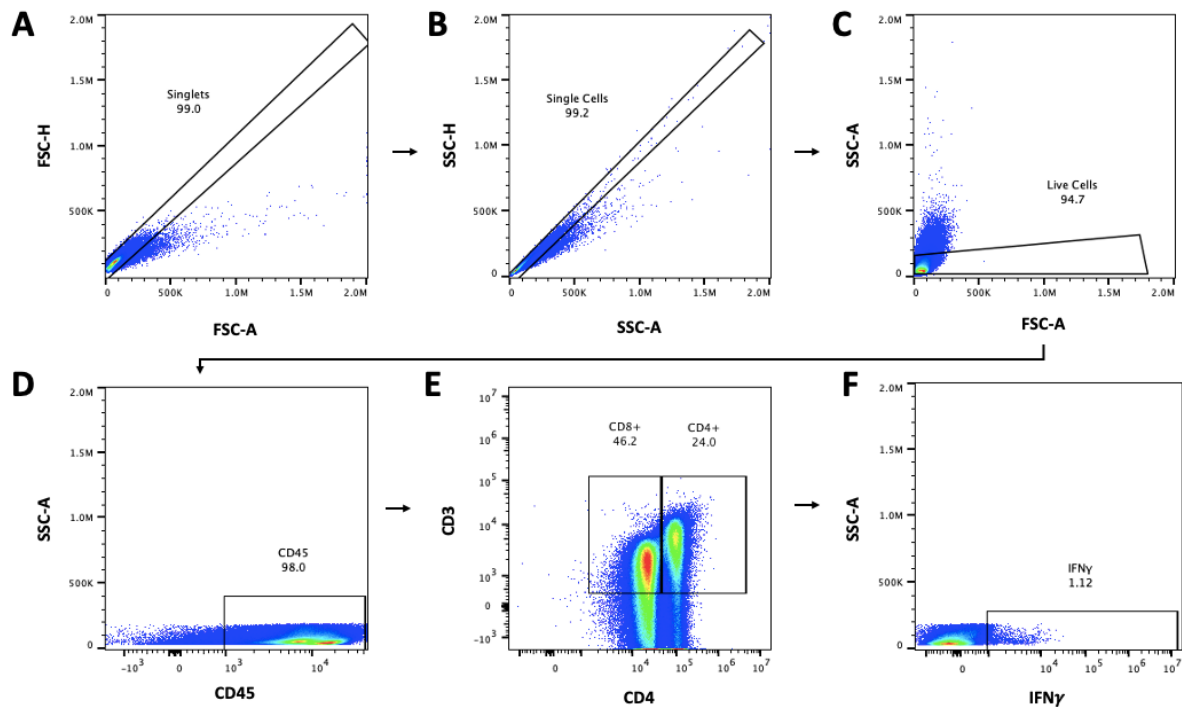 A
2.0M
1.5M
1.0M
500K
0
FSC-H
Singlets
99.0
0
500K
1.0M
1.5M
2.0M
FSC-A
B
2.0M
1.5M
1.0M
500K
0
SSC-H
Single Cells
99.2
0
500K
1.0M
1.5M
2.0M
SSC-A
C
2.0M
1.5M
1.0M
500K
0
SSC-A
Live Cells
94.7
0
500K
1.0M
1.5M
2.0M
FSC-A
D
2.0M
1.5M
1.0M
500K
0
SSC-A
CD45
98.0
-10³
0
10³
10⁴
CD45
E
10⁷
10⁶
10⁵
10⁴
10³
0
-10³
CD3
CD8+
46.2
CD4+
24.0
0
10⁴
10⁵
10⁶
10⁷
CD4
F
2.0M
1.5M
1.0M
500K
0
SSC-A
IFNγ
1.12
0
10⁴
10⁵
10⁶
10⁷
IFNγ